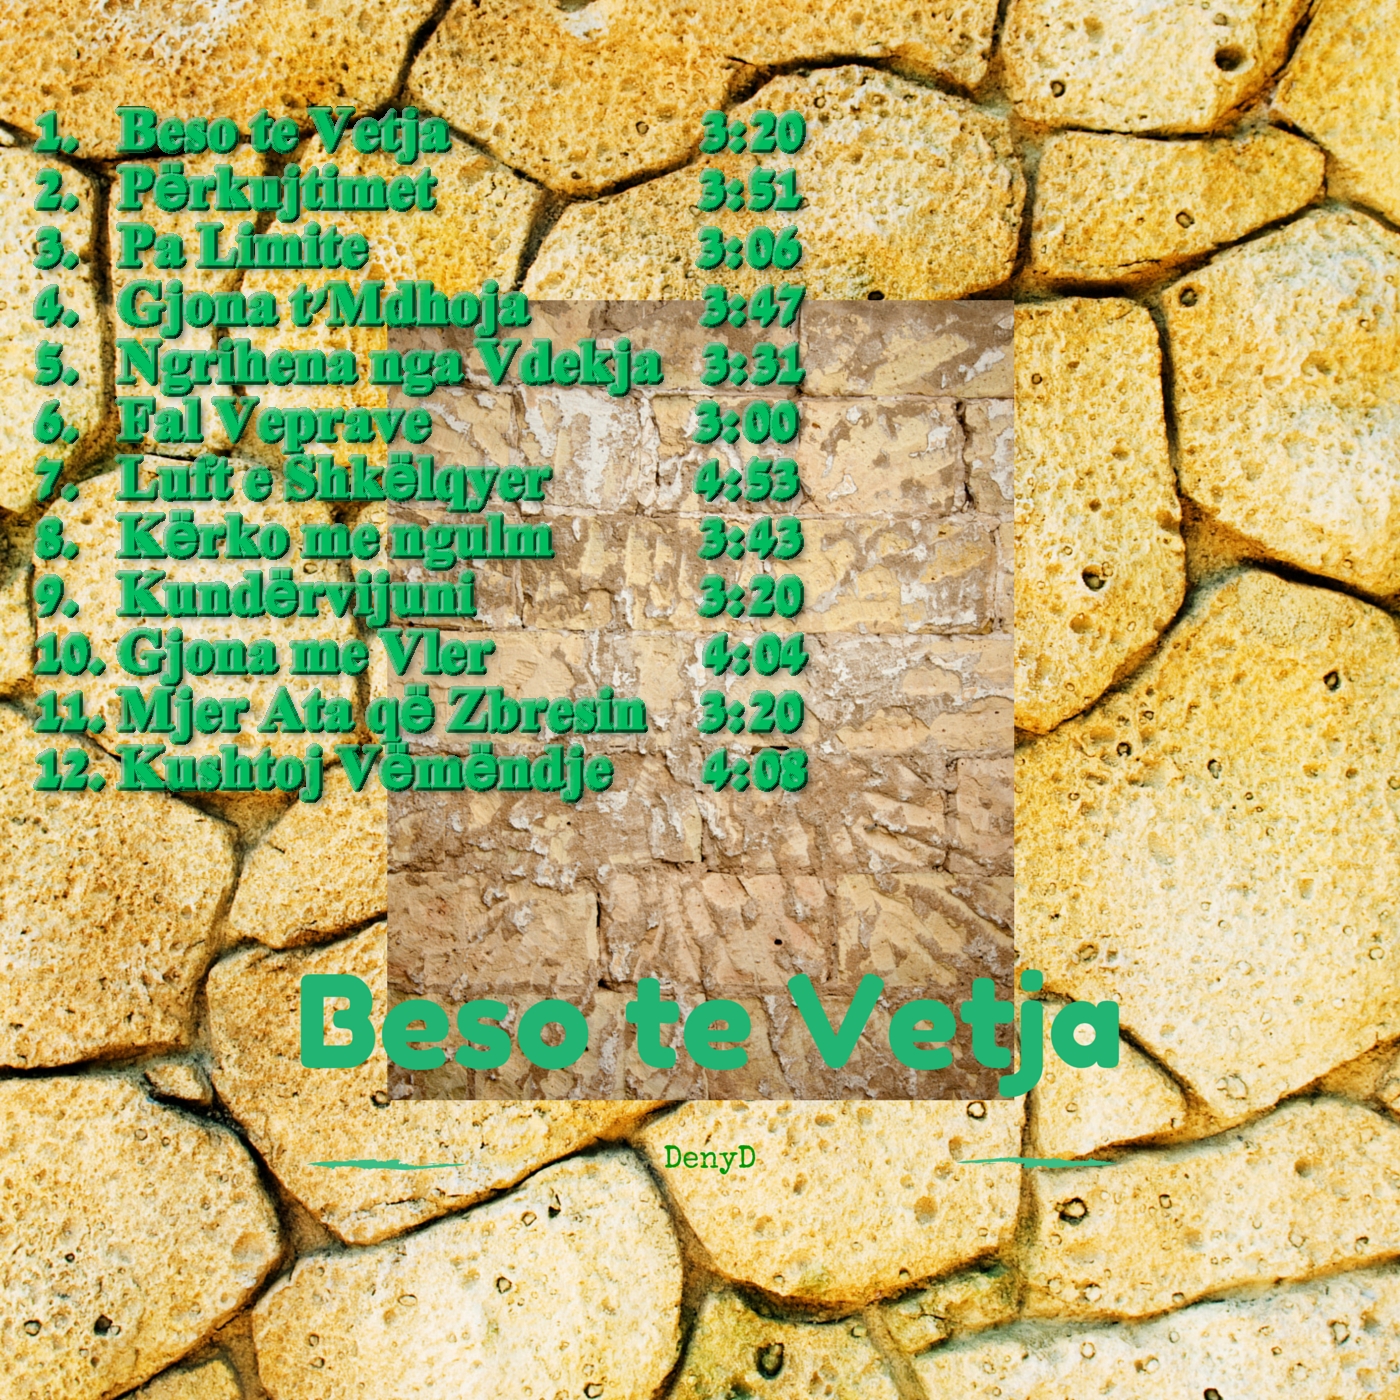 1. Beso te Vetja 3:20
2. Përkujtimet 3:51
3. Pa Limite 3:06
4. Gjona t'Mdhoja 3:47
5. Ngrihena nga Vdekja 3:31
6. Fal Veprave 3:00
7. Luft e Shkëlqyer 4:53
8. Kërko me ngulm 3:43
9. Kundërvijuni 3:20
10. Gjona me Vler 4:04
11. Mjer Ata që Zbresin 3:20
12. Kushtoj Vëmëndje 4:08
Beso te Vetja
DenyD